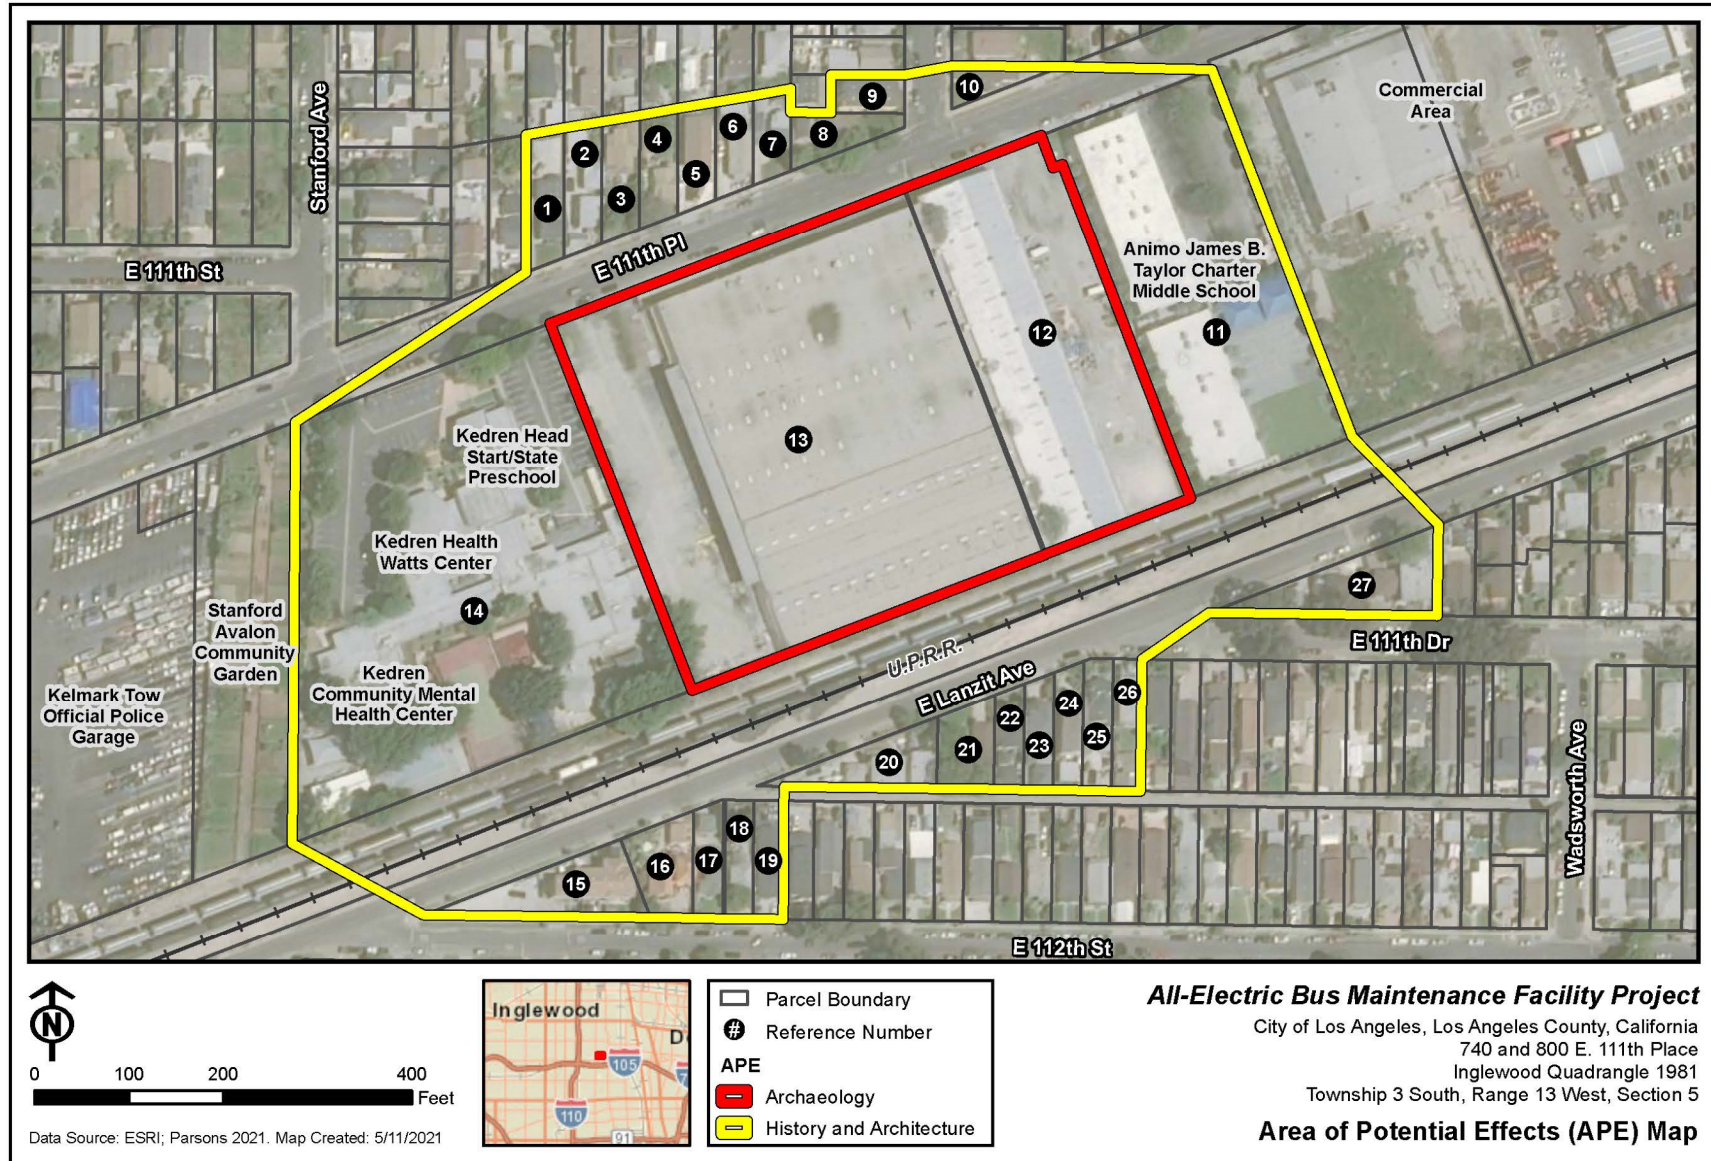 Commercial
Area
Stanford Ave
E 111th St
E 111th Pl
1
2
3
4
5
6
7
8
9
10
Animo James B.
Taylor Charter
Middle School
11
12
13
Kedren Head
Start/State
Preschool
Kedren Health
Watts Center
14
Stanford
Avalon
Community
Garden
Kedren
Community Mental
Health Center
Kelmark Tow
Official Police
Garage
U.P.R.R.
E Lanzit Ave
27
E 111th Dr
15
16
17
18
19
20
21
22
23
24
25
26
Wadsworth Ave
E 112th St
N
0 100 200 400
Feet
Data Source: ESRI; Parsons 2021. Map Created: 5/11/2021
Inglewood
105
110
91
Parcel Boundary
# Reference Number
APE
Archaeology
History and Architecture
All-Electric Bus Maintenance Facility Project
City of Los Angeles, Los Angeles County, California
740 and 800 E. 111th Place
Inglewood Quadrangle 1981
Township 3 South, Range 13 West, Section 5
Area of Potential Effects (APE) Map